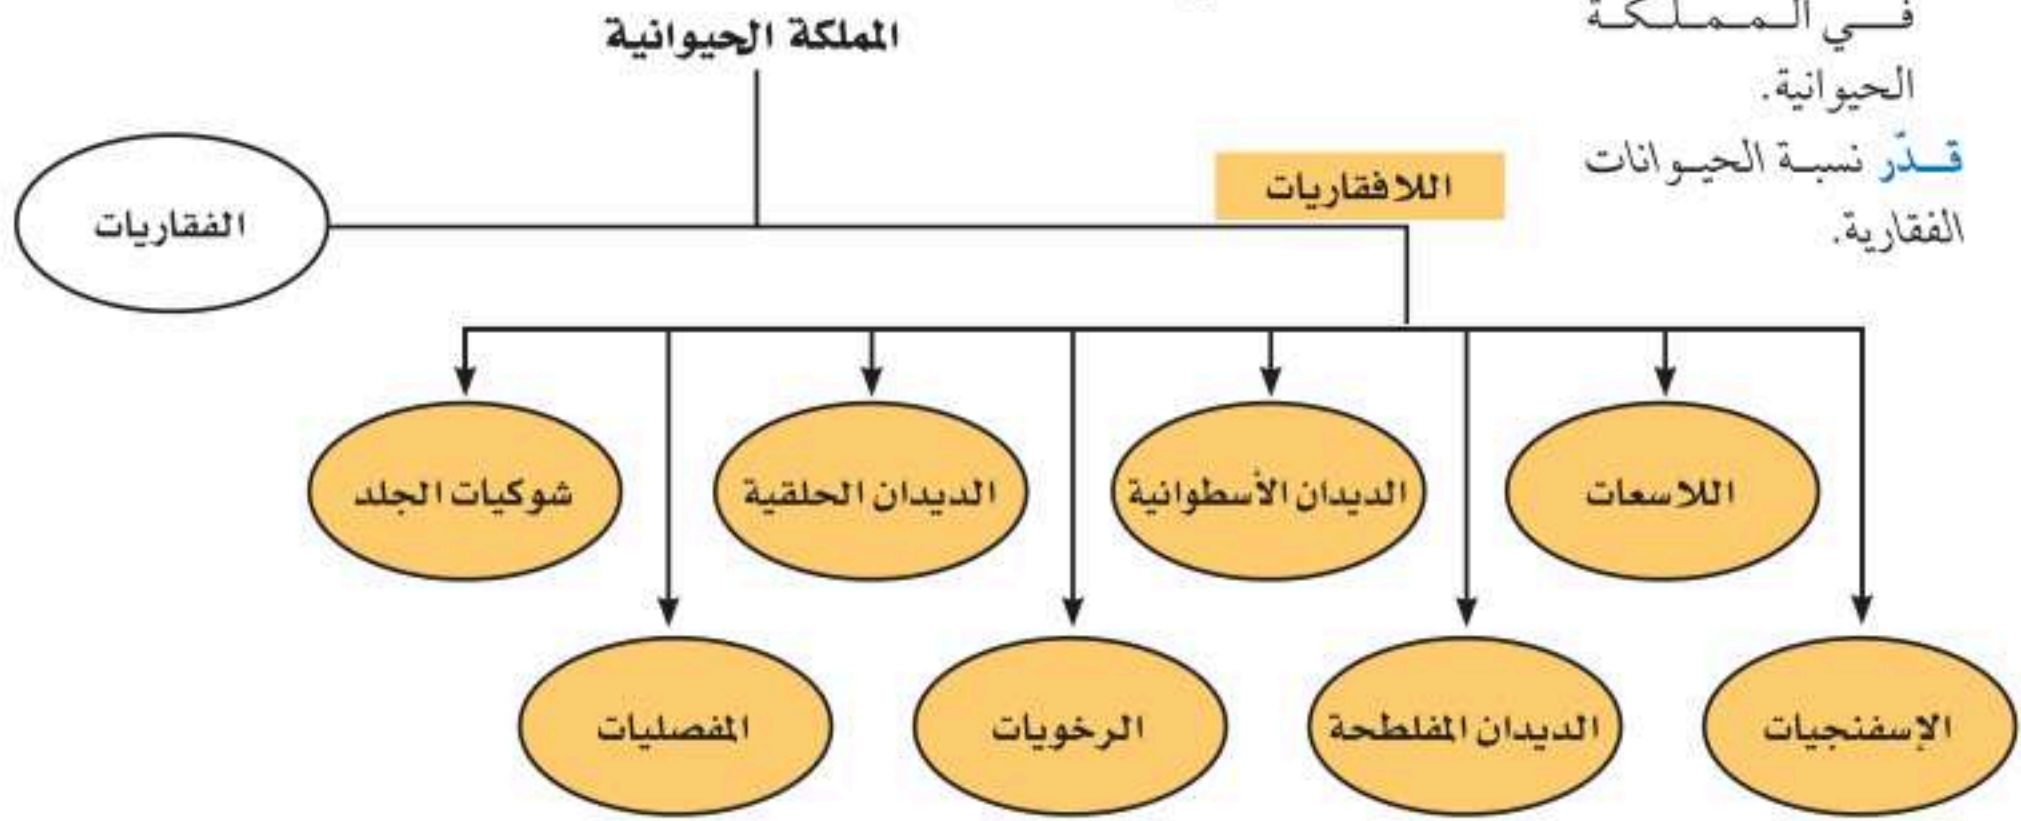 في المملكة
الحيوانية.
قدّر نسبة الحيوانات
الفقارية.
المملكة الحيوانية
اللافقاريات
الفقاريات
اللاسعات
الديدان الأسطوانية
الديدان الحلقية
شوكيات الجلد
الإسفنجيات
الديدان المفلطحة
الرخويات
المفصليات